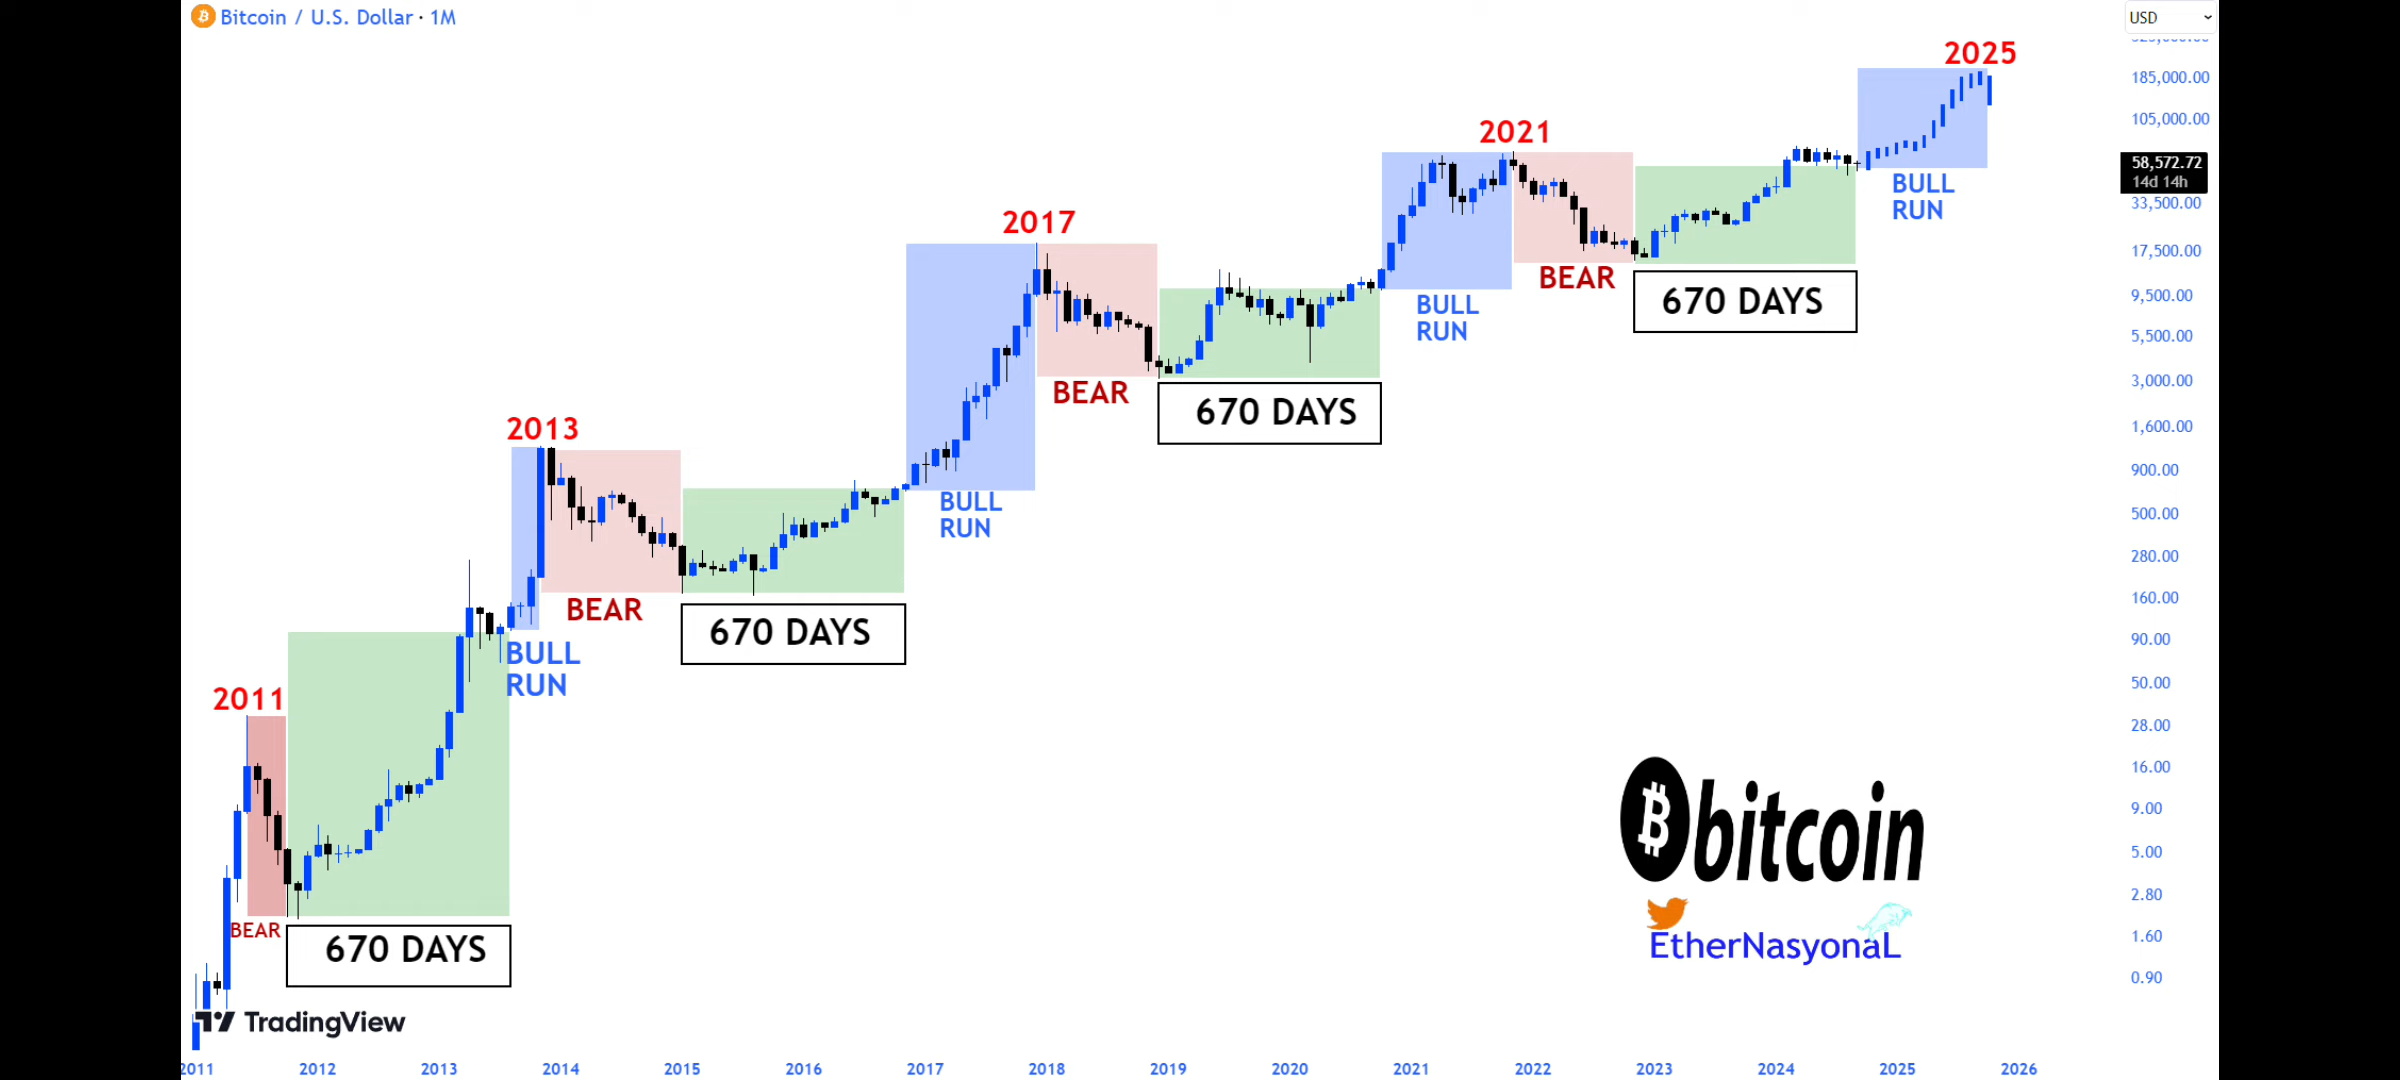 Bitcoin / U.S. Dollar · 1M
USD
2025
185,000.00
105,000.00
58,572.72
14d 14h
33,500.00
17,500.00
9,500.00
5,500.00
3,000.00
1,600.00
900.00
500.00
280.00
160.00
90.00
50.00
28.00
16.00
9.00
5.00
2.80
1.60
0.90
2021
BULL
RUN
2017
BULL
RUN
BEAR
670 DAYS
BEAR
670 DAYS
2013
BULL
RUN
BEAR
670 DAYS
BULL
RUN
2011
BEAR
670 DAYS
bitcoin
EtherNasyonaL
TradingView
2011
2012
2013
2014
2015
2016
2017
2018
2019
2020
2021
2022
2023
2024
2025
2026